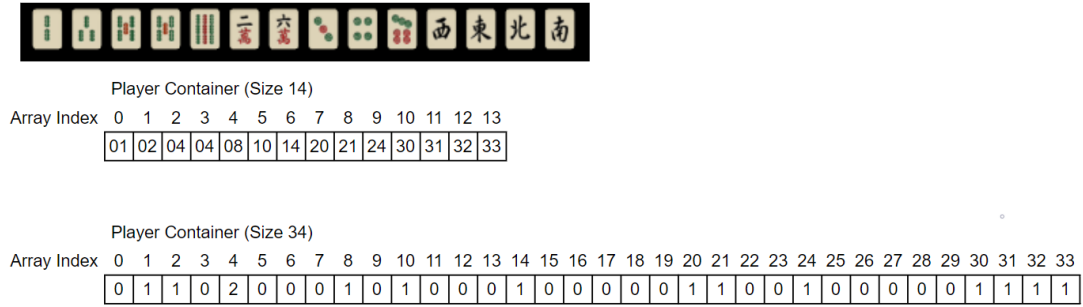 二萬 六萬 西 東 北 南
Player Container (Size 14)
Array Index 0 1 2 3 4 5 6 7 8 9 10 11 12 13
01 02 04 04 08 10 14 20 21 24 30 31 32 33
Player Container (Size 34)
Array Index 0 1 2 3 4 5 6 7 8 9 10 11 12 13 14 15 16 17 18 19 20 21 22 23 24 25 26 27 28 29 30 31 32 33
0 1 1 0 2 0 0 0 1 0 1 0 0 0 1 0 0 0 0 0 1 1 0 0 1 0 0 0 0 0 1 1 1 1